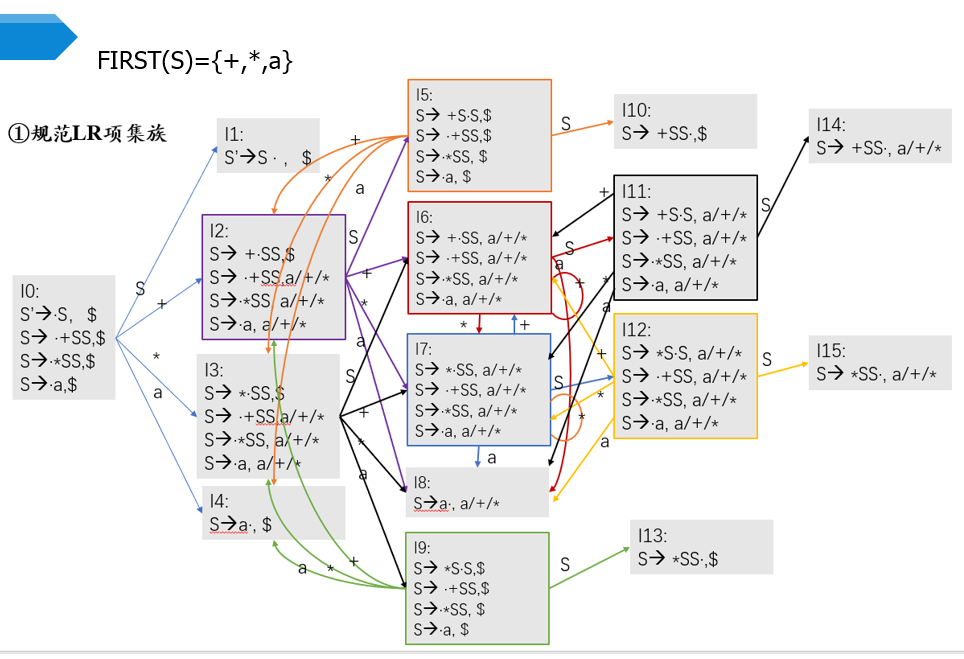 FIRST(S)={+,*,a}
①规范LR项集族
I0:
S'→·S, $
S→ ·+SS,$
S→·*SS,$
S→·a,$
I1:
S'→S · , $
I2:
S→ +·SS,$
S→ ·+SS,a/+/*
S→·*SS, a/+/*
S→·a, a/+/*
I3:
S→ *·SS,$
S→ ·+SS,a/+/*
S→·*SS, a/+/*
S→·a, a/+/*
I4:
S→a·, $
I5:
S→ +S·S,$
S→ ·+SS,$
S→·*SS, $
S→·a, $
I6:
S→ +·SS, a/+/*
S→ ·+SS, a/+/*
S→·*SS, a/+/*
S→·a, a/+/*
I7:
S→ *·SS, a/+/*
S→ ·+SS, a/+/*
S→·*SS, a/+/*
S→·a, a/+/*
I8:
S→a·, a/+/*
I9:
S→ *S·S,$
S→ ·+SS,$
S→·*SS, $
S→·a, $
I10:
S→ +SS·,$
I11:
S→ +S·S, a/+/*
S→ ·+SS, a/+/*
S→·*SS, a/+/*
S→·a, a/+/*
I12:
S→ *S·S, a/+/*
S→ ·+SS, a/+/*
S→·*SS, a/+/*
S→·a, a/+/*
I13:
S→ *SS·,$
I14:
S→ +SS·, a/+/*
I15:
S→ *SS·, a/+/*
S
+
*
a
+
*
a
S
+
*
a
S
+
*
a
a
*
+
S
S
a
+
*
+
S
*
a
S
+
*
a
S
+
*
a
S
S